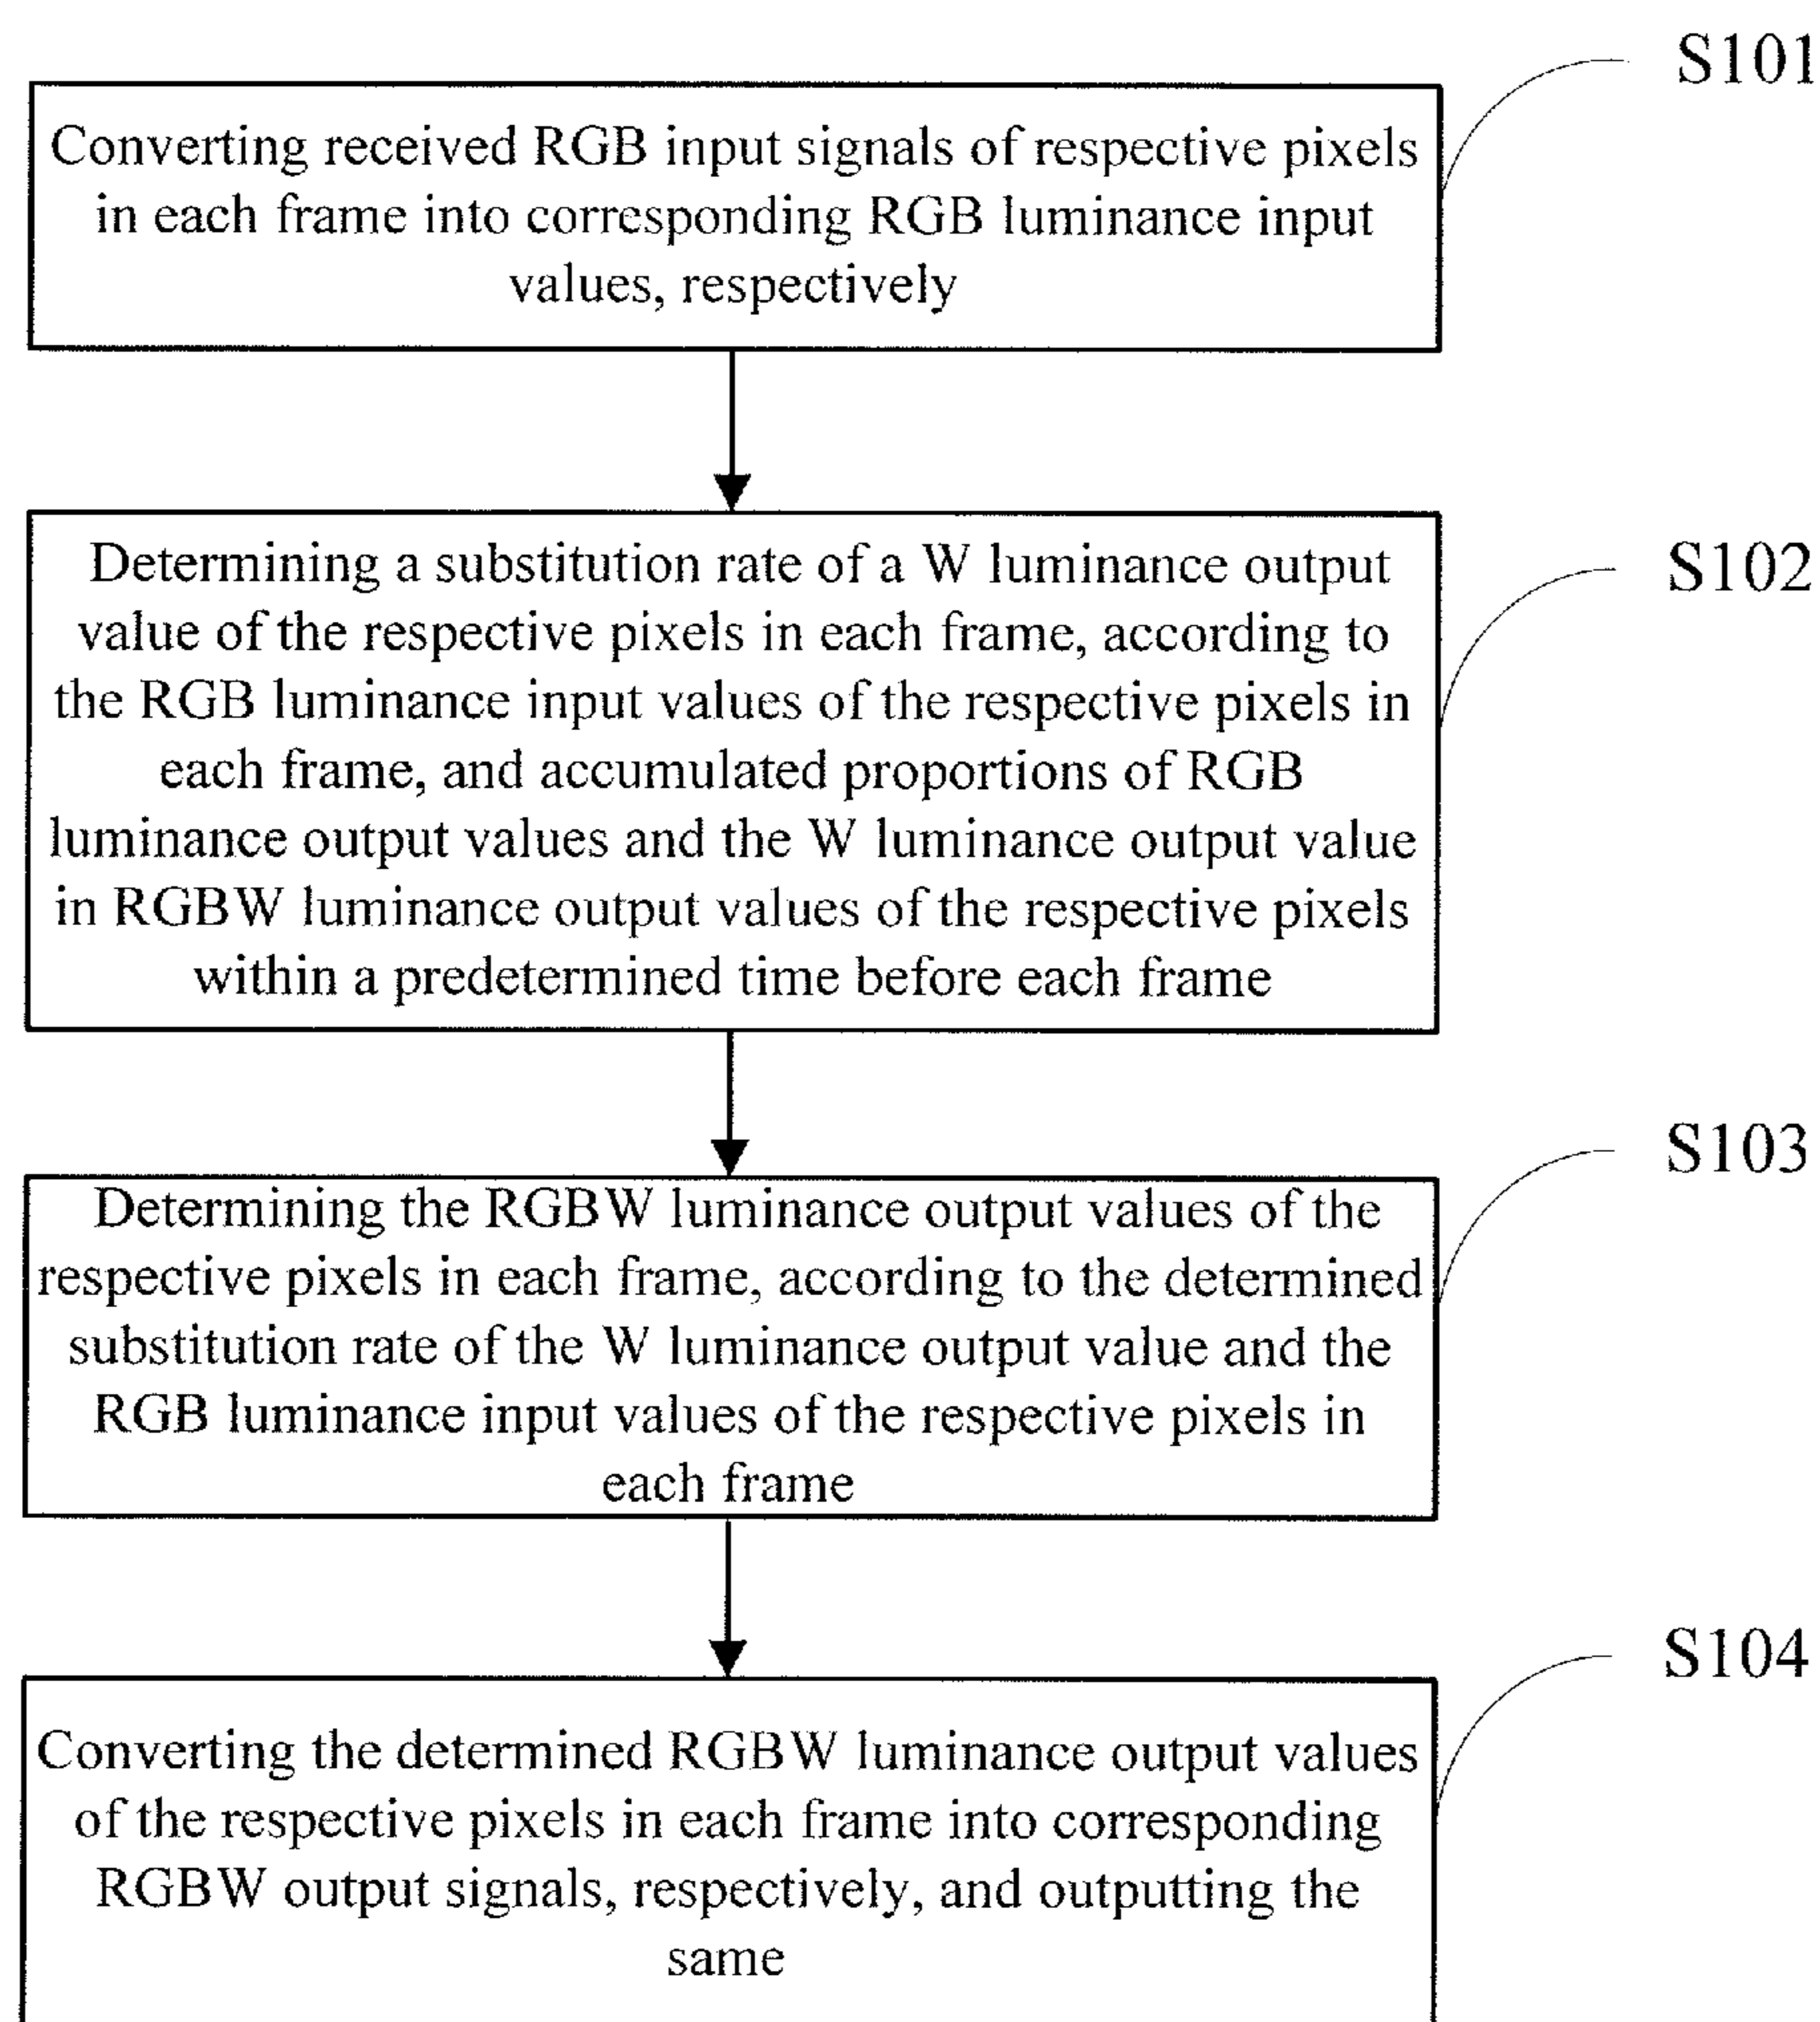 S101
Converting received RGB input signals of respective pixels
in each frame into corresponding RGB luminance input
values, respectively
S102
Determining a substitution rate of a W luminance output
value of the respective pixels in each frame, according to
the RGB luminance input values of the respective pixels in
each frame, and accumulated proportions of RGB
luminance output values and the W luminance output value
in RGBW luminance output values of the respective pixels
within a predetermined time before each frame
S103
Determining the RGBW luminance output values of the
respective pixels in each frame, according to the determined
substitution rate of the W luminance output value and the
RGB luminance input values of the respective pixels in
each frame
S104
Converting the determined RGBW luminance output values
of the respective pixels in each frame into corresponding
RGBW output signals, respectively, and outputting the
same